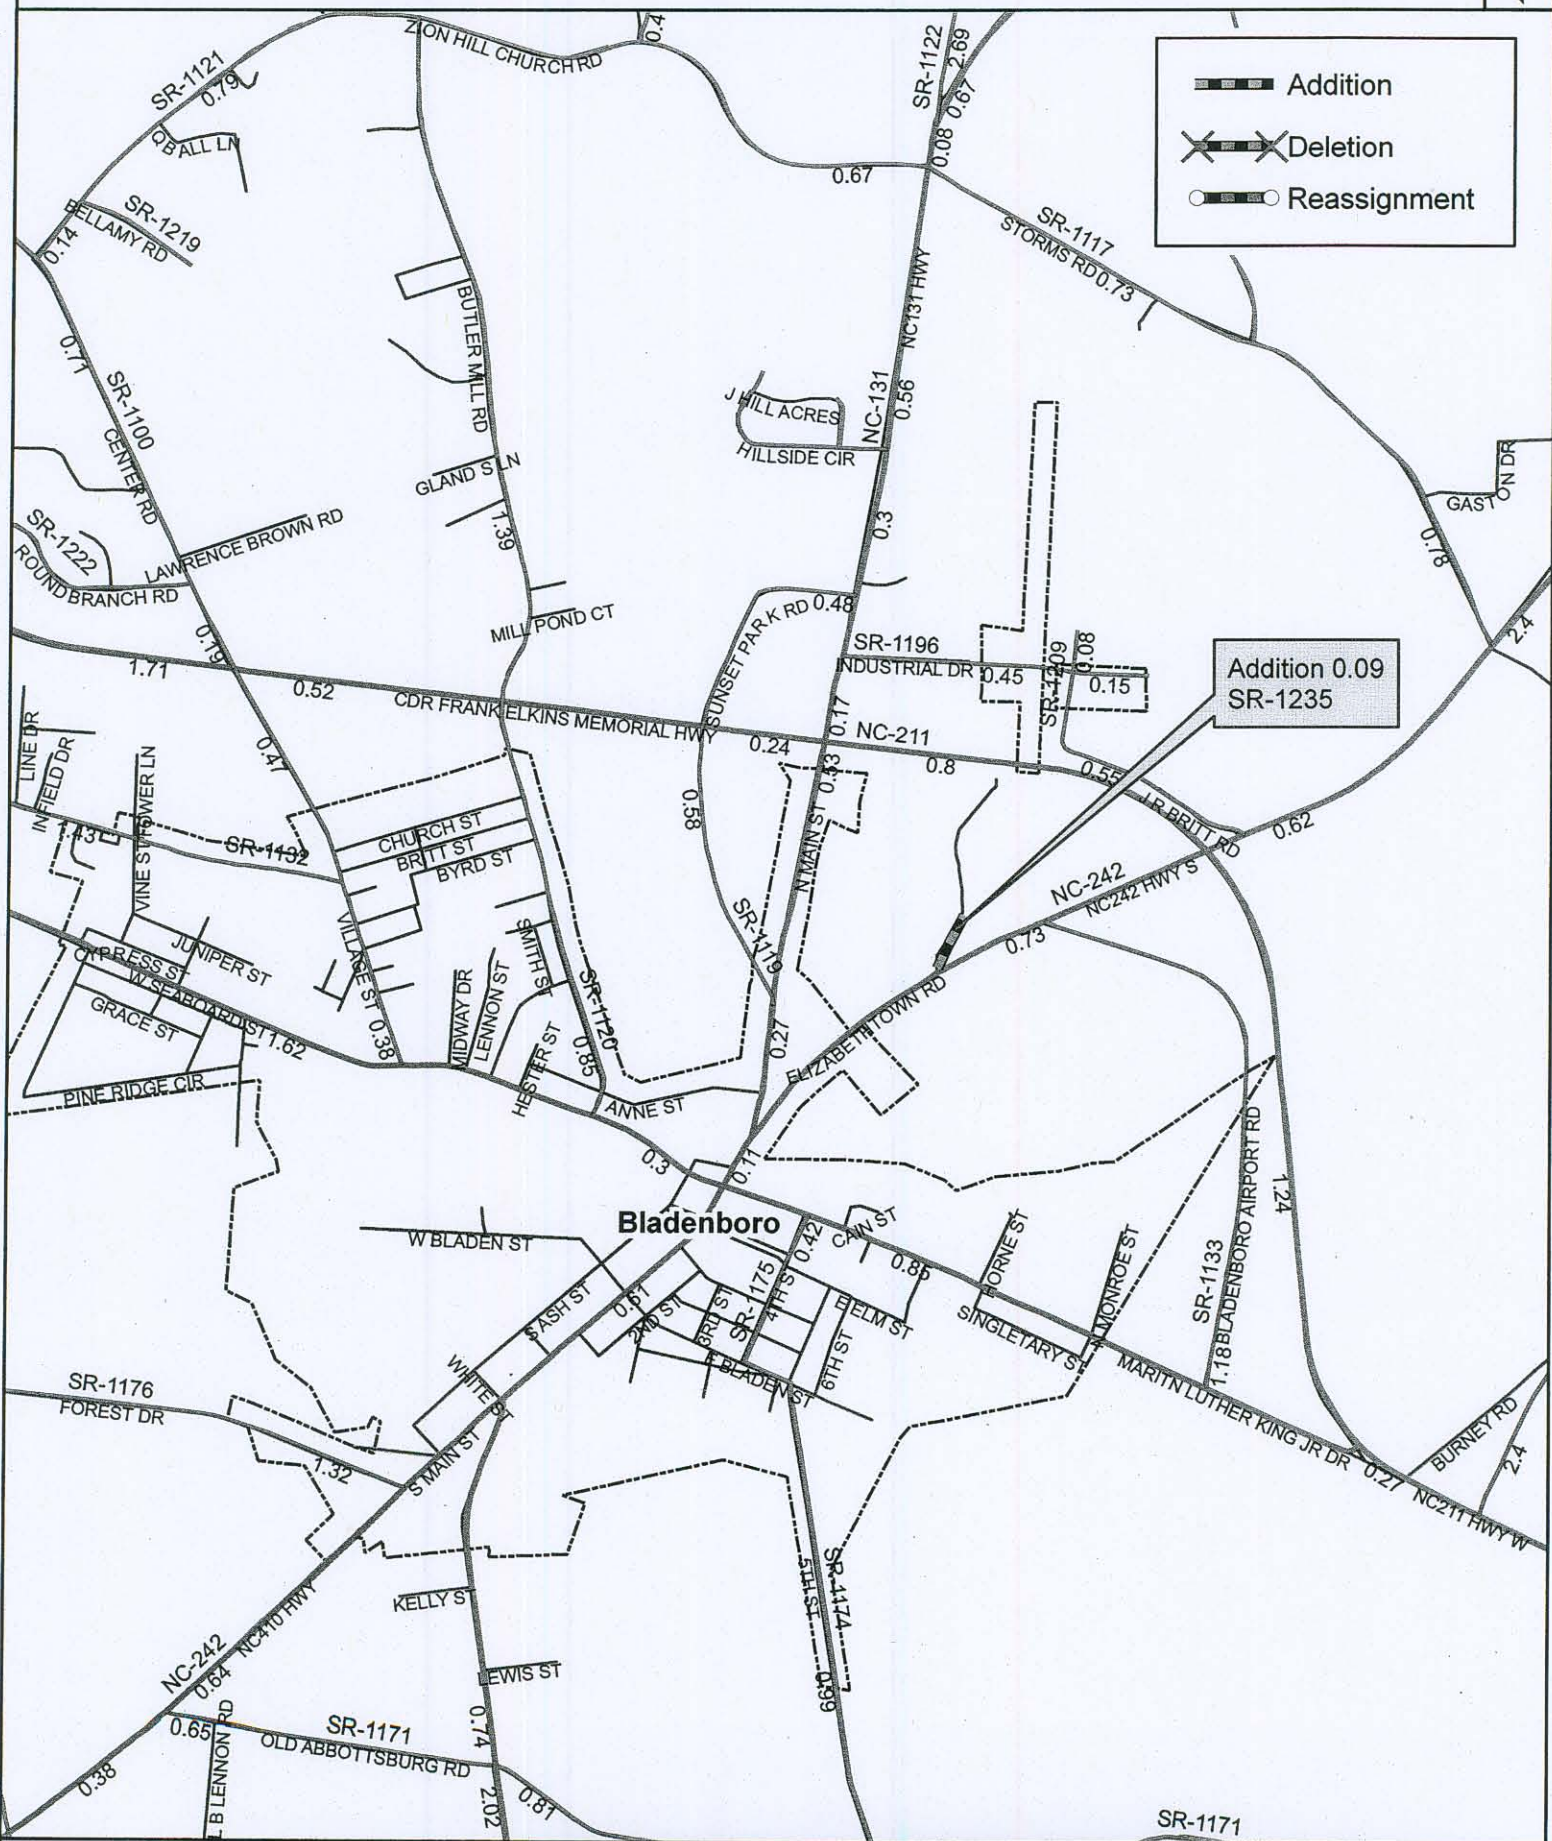 ZION HILL CHURCH RD
0.4
SR-1122
2.69
0.67
0.08
Addition
Deletion
Reassignment
SR-1121
0.79
QBALL LN
SR-1219
BELLAMY RD
0.14
0.67
SR-1117
STORMS RD
0.73
NC131 HWY
0.71
SR-1100
CENTER RD
BUTLER MILL RD
J HILL ACRES
HILLSIDE CIR
NC-131
0.56
GLAND S LN
1.39
0.3
GASTON DR
0.78
SR-1222
ROUND BRANCH RD
LAWRENCE BROWN RD
MILL POND CT
SUNSET PARK RD
0.48
0.19
1.71
0.52
CDR FRANK ELKINS MEMORIAL HWY
SR-1196
INDUSTRIAL DR
0.45
SR-1209
0.08
0.15
2.4
Addition 0.09
SR-1235
0.17
0.24
NC-211
0.8
0.53
0.55
J R BRITT RD
0.62
LINE DR
INFIELD DR
TOWER LN
VINE ST
0.47
1.43
SR-1132
CHURCH ST
BRITT ST
BYRD ST
0.58
N MAIN ST
NC-242
NC242 HWY S
0.73
SR-1119
JUNIPER ST
CYPRESS ST
W SEABOARD ST
GRACE ST
1.62
PINE RIDGE CIR
VILLAGE ST
0.38
MIDWAY DR
LENNON ST
SMITH ST
HESTER ST
SR-1120
0.85
ANNE ST
0.27
ELIZABETHTOWN RD
0.3
0.11
Bladenboro
W BLADEN ST
CAIN ST
0.42
0.85
HORNE ST
N MONROE ST
SR-1133
BLADENBORO AIRPORT RD
1.18
1.24
S ASH ST
0.61
2ND ST
3RD ST
SR-1175
4TH S
E ELM ST
6TH ST
E BLADEN ST
SINGLETARY ST
WHITE ST
MARITN LUTHER KING JR DR
SR-1176
FOREST DR
1.32
S MAIN ST
0.27
BURNEY RD
2.4
NC211 HWY W
5TH ST
SR-1174
0.99
KELLY ST
NC-242
NC410 HWY
0.64
LEWIS ST
0.74
0.65
SR-1171
OLD ABBOTTSBURG RD
L B LENNON RD
0.38
2.02
0.81
SR-1171